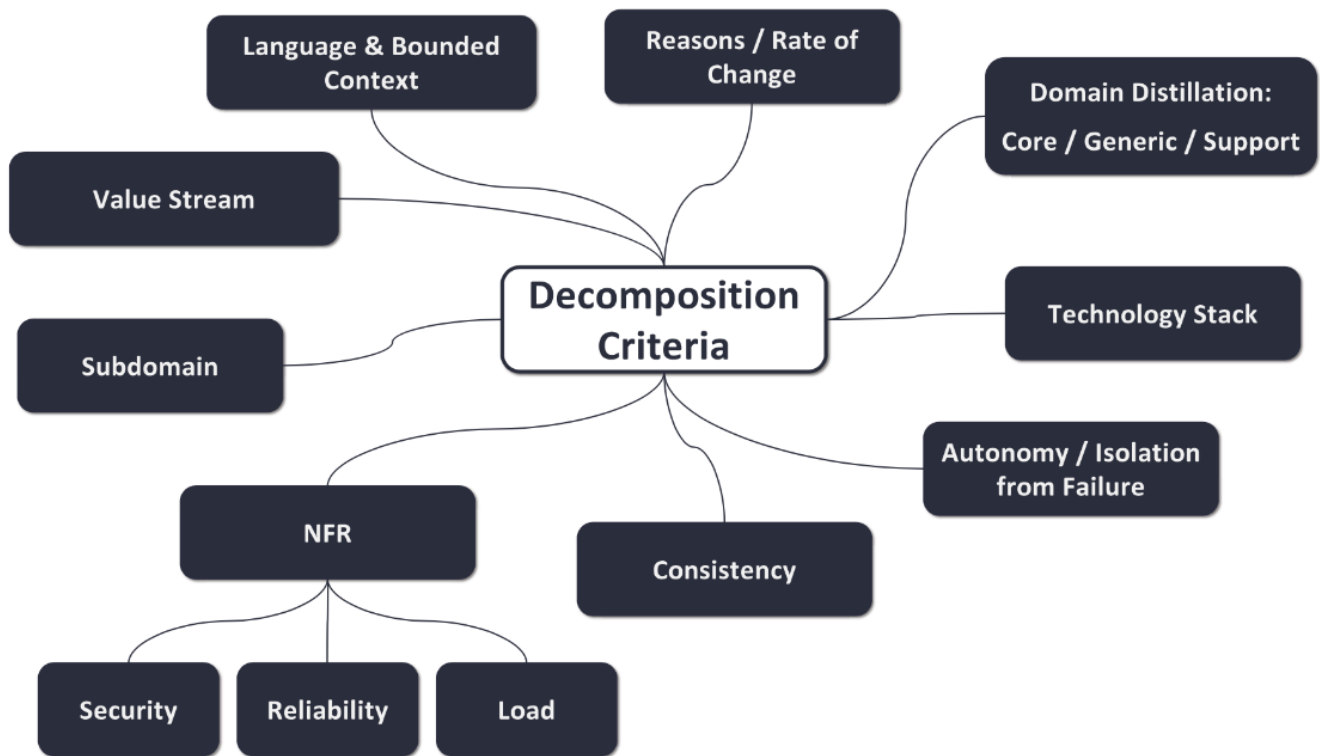 Language & Bounded
Context
Reasons / Rate of
Change
Domain Distillation:
Core / Generic / Support
Value Stream
Decomposition
Criteria
Technology Stack
Subdomain
Autonomy / Isolation
from Failure
NFR
Consistency
Security
Reliability
Load